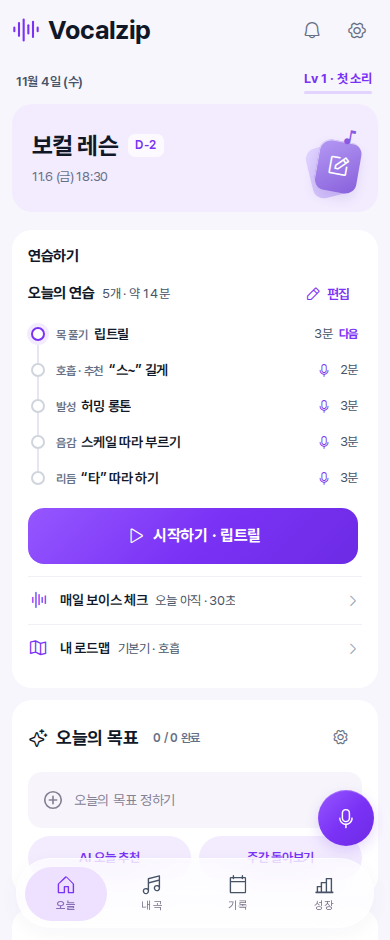 Vocalzip
11월 4일 (수)
Lv 1 · 첫 소리
보컬 레슨 D-2
11.6 (금) 18:30
연습하기
오늘의 연습 5개 · 약 14분 편집
목 풀기 립트릴 3분 다음
호흡 · 추천 “스~” 길게 2분
발성 허밍 롱톤 3분
음감 스케일 따라 부르기 3분
리듬 “타” 따라 하기 3분
시작하기 · 립트릴
매일 보이스 체크 오늘 아직 · 30초
내 로드맵 기본기 · 호흡
오늘의 목표 0 / 0 완료
오늘의 목표 정하기
AI 오늘 추천 주간 돌아보기
오늘 내 곡 기록 성장